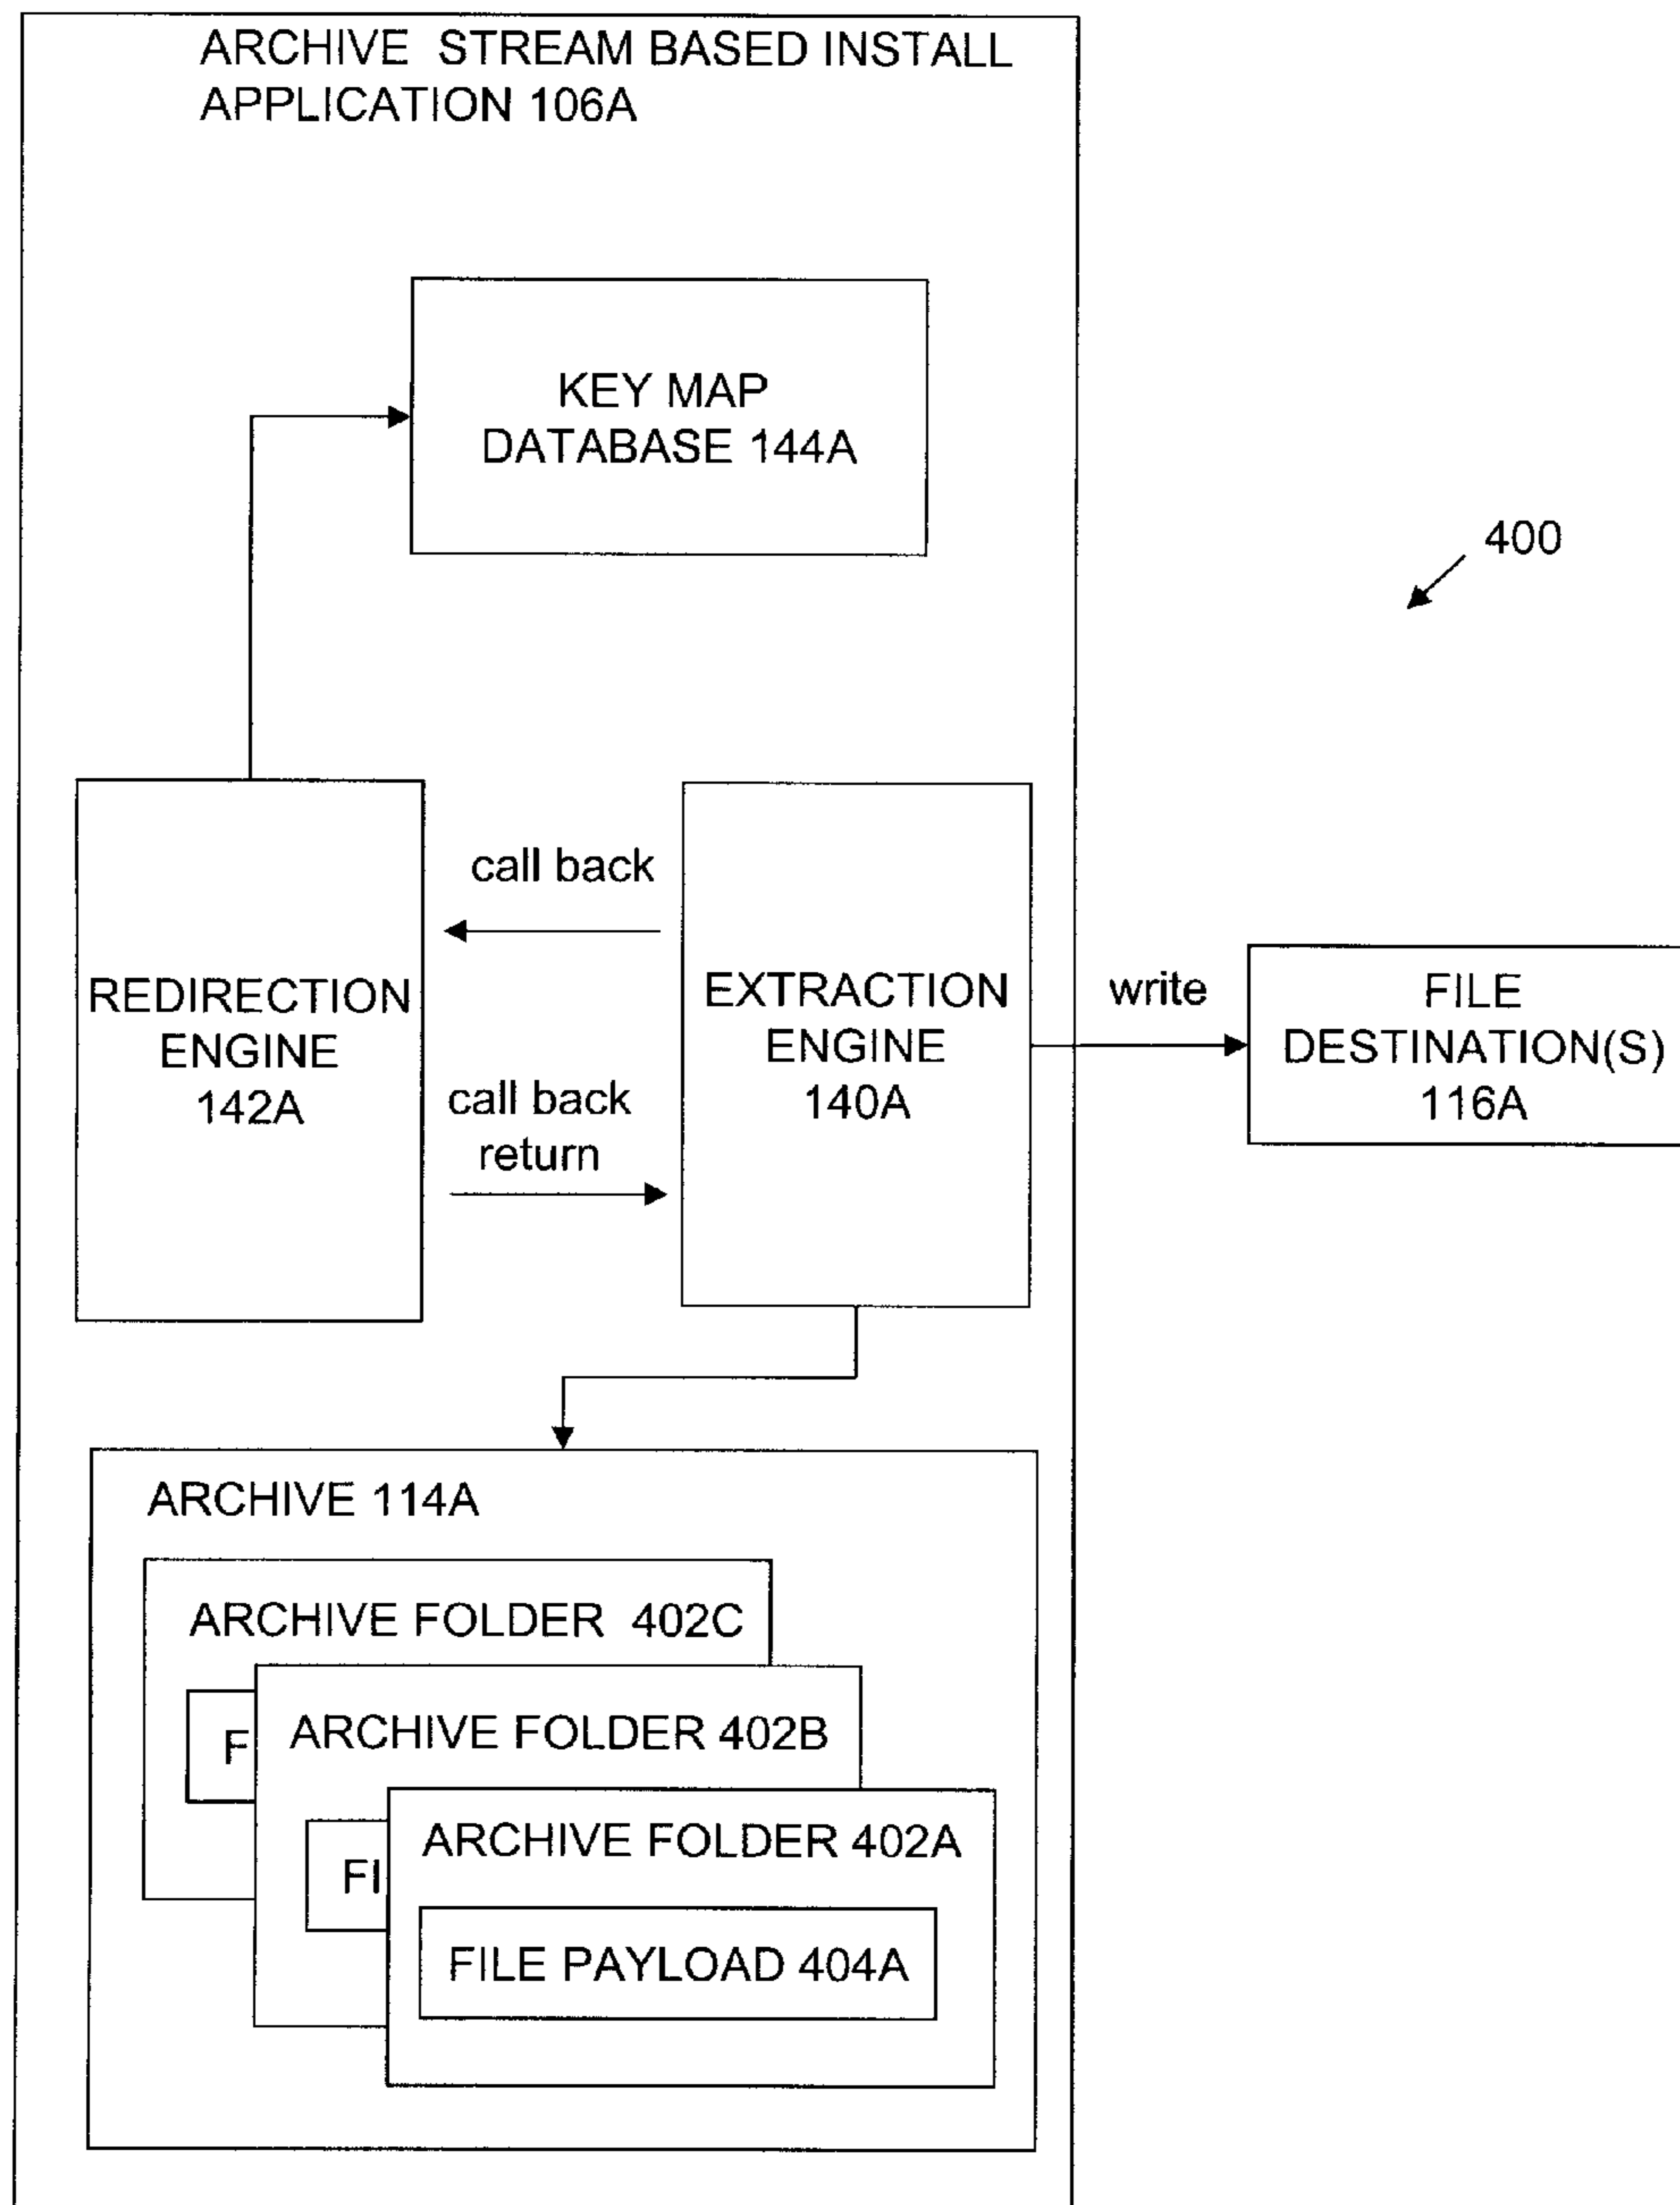 ARCHIVE STREAM BASED INSTALL
APPLICATION 106A
KEY MAP
DATABASE 144A
400
call back
REDIRECTION
ENGINE
142A
EXTRACTION
ENGINE
140A
write
FILE
DESTINATION(S)
116A
call back
return
ARCHIVE 114A
ARCHIVE FOLDER 402C
F
ARCHIVE FOLDER 402B
FI
ARCHIVE FOLDER 402A
FILE PAYLOAD 404A